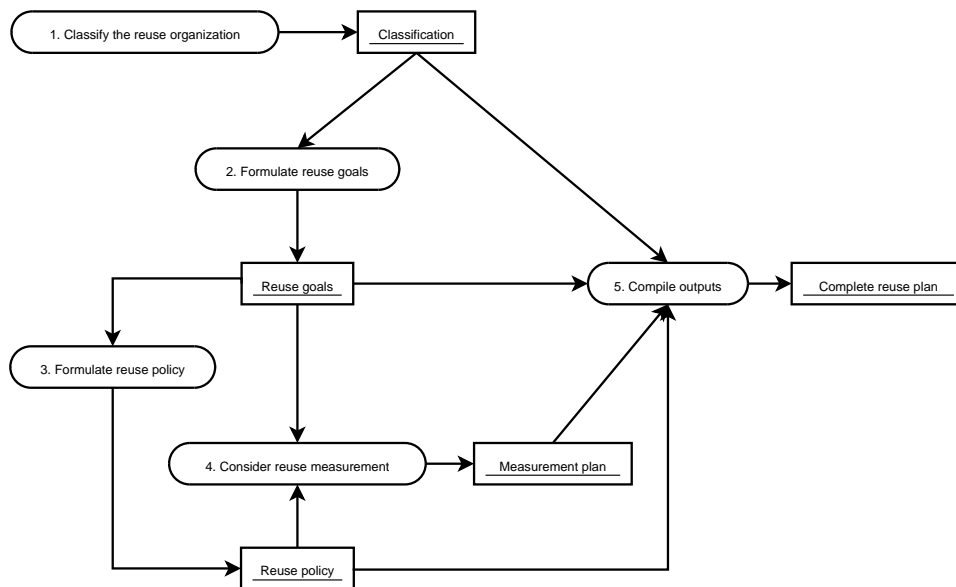 1. Classify the reuse organization
Classification
2. Formulate reuse goals
Reuse goals
5. Compile outputs
Complete reuse plan
3. Formulate reuse policy
4. Consider reuse measurement
Measurement plan
Reuse policy